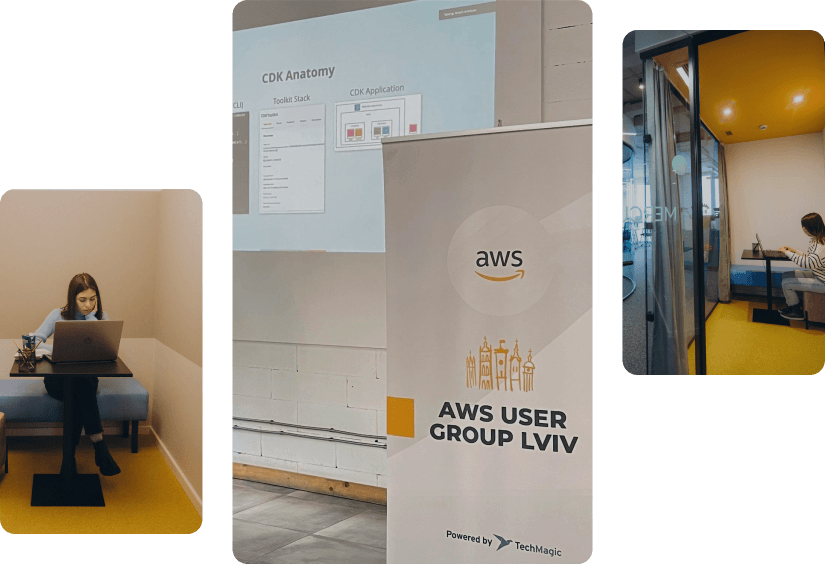 CDK Anatomy
CLI)
Toolkit Stack
CDK Application
aws
AWS USER
GROUP LVIV
Powered by TechMagic